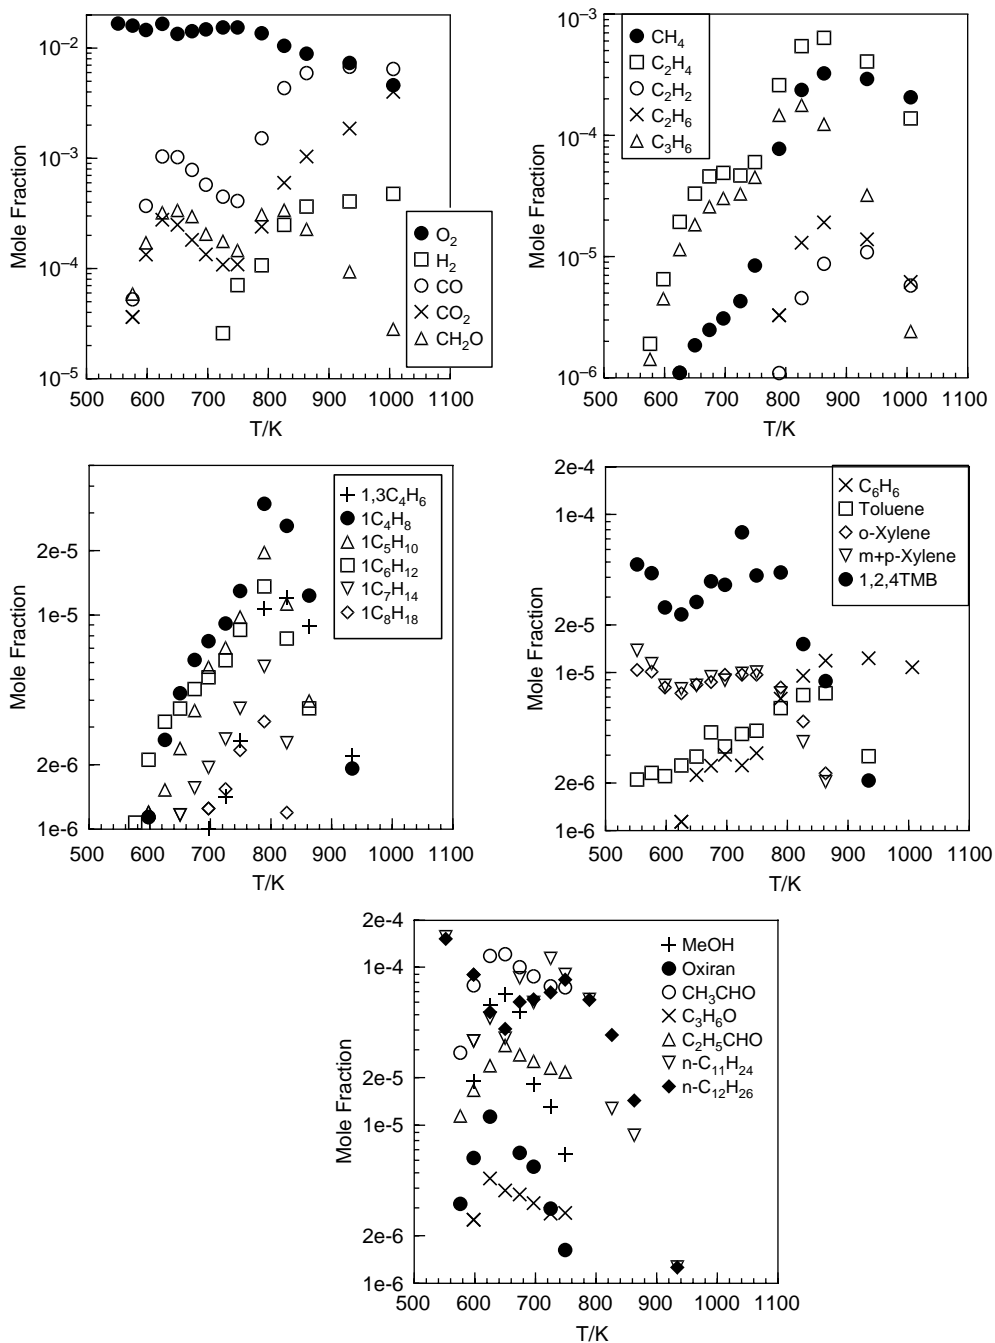 10⁻²
10⁻³
10⁻⁴
10⁻⁵
Mole Fraction
O₂
H₂
CO
CO₂
CH₂O
500 600 700 800 900 1000 1100
T/K
10⁻³
10⁻⁴
10⁻⁵
10⁻⁶
Mole Fraction
CH₄
C₂H₄
C₂H₂
C₂H₆
C₃H₆
500 600 700 800 900 1000 1100
T/K
2e-5
1e-5
2e-6
1e-6
Mole Fraction
1,3C₄H₆
1C₄H₈
1C₅H₁₀
1C₆H₁₂
1C₇H₁₄
1C₈H₁₈
500 600 700 800 900 1000 1100
T/K
2e-4
1e-4
2e-5
1e-5
2e-6
1e-6
Mole Fraction
C₆H₆
Toluene
o-Xylene
m+p-Xylene
1,2,4TMB
500 600 700 800 900 1000 1100
T/K
2e-4
1e-4
2e-5
1e-5
2e-6
1e-6
Mole Fraction
MeOH
Oxiran
CH₃CHO
C₃H₆O
C₂H₅CHO
n-C₁₁H₂₄
n-C₁₂H₂₆
500 600 700 800 900 1000 1100
T/K